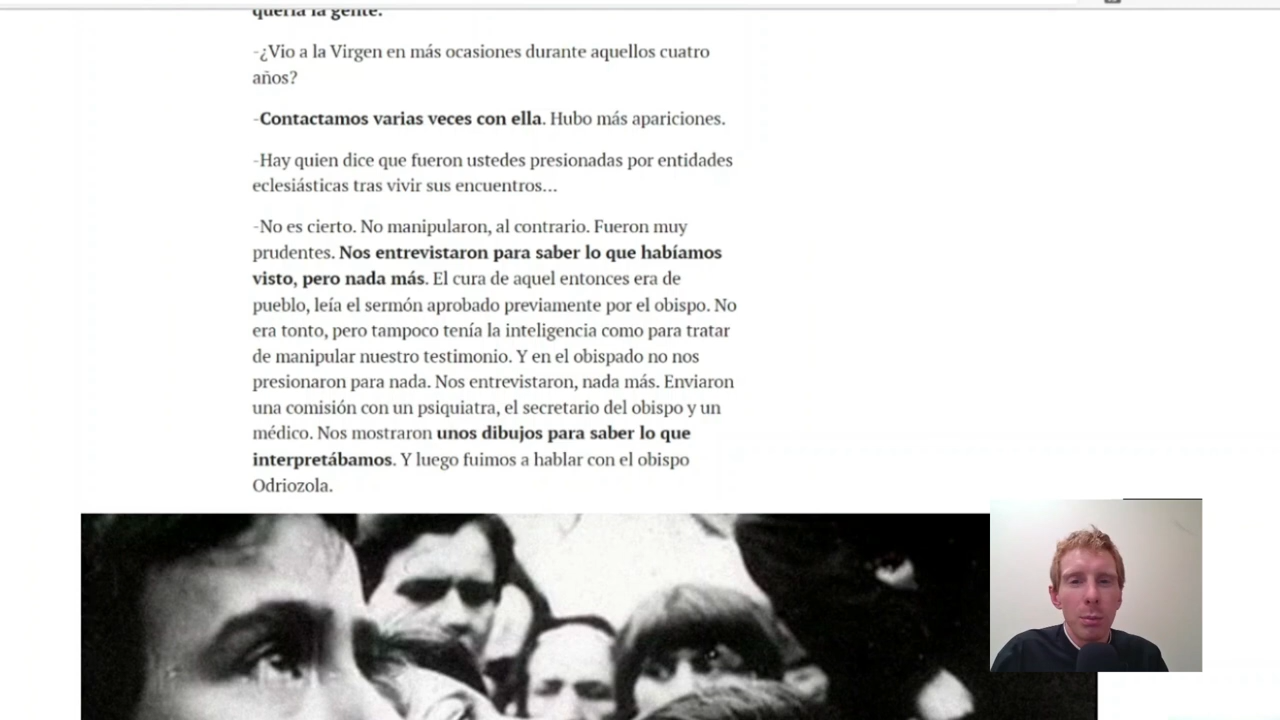 quería la gente.
-¿Vio a la Virgen en más ocasiones durante aquellos cuatro
años?
-Contactamos varias veces con ella. Hubo más apariciones.
-Hay quien dice que fueron ustedes presionadas por entidades
eclesiásticas tras vivir sus encuentros…
-No es cierto. No manipularon, al contrario. Fueron muy
prudentes. Nos entrevistaron para saber lo que habíamos
visto, pero nada más. El cura de aquel entonces era de
pueblo, leía el sermón aprobado previamente por el obispo. No
era tonto, pero tampoco tenía la inteligencia como para tratar
de manipular nuestro testimonio. Y en el obispado no nos
presionaron para nada. Nos entrevistaron, nada más. Enviaron
una comisión con un psiquiatra, el secretario del obispo y un
médico. Nos mostraron unos dibujos para saber lo que
interpretábamos. Y luego fuimos a hablar con el obispo
Odriozola.